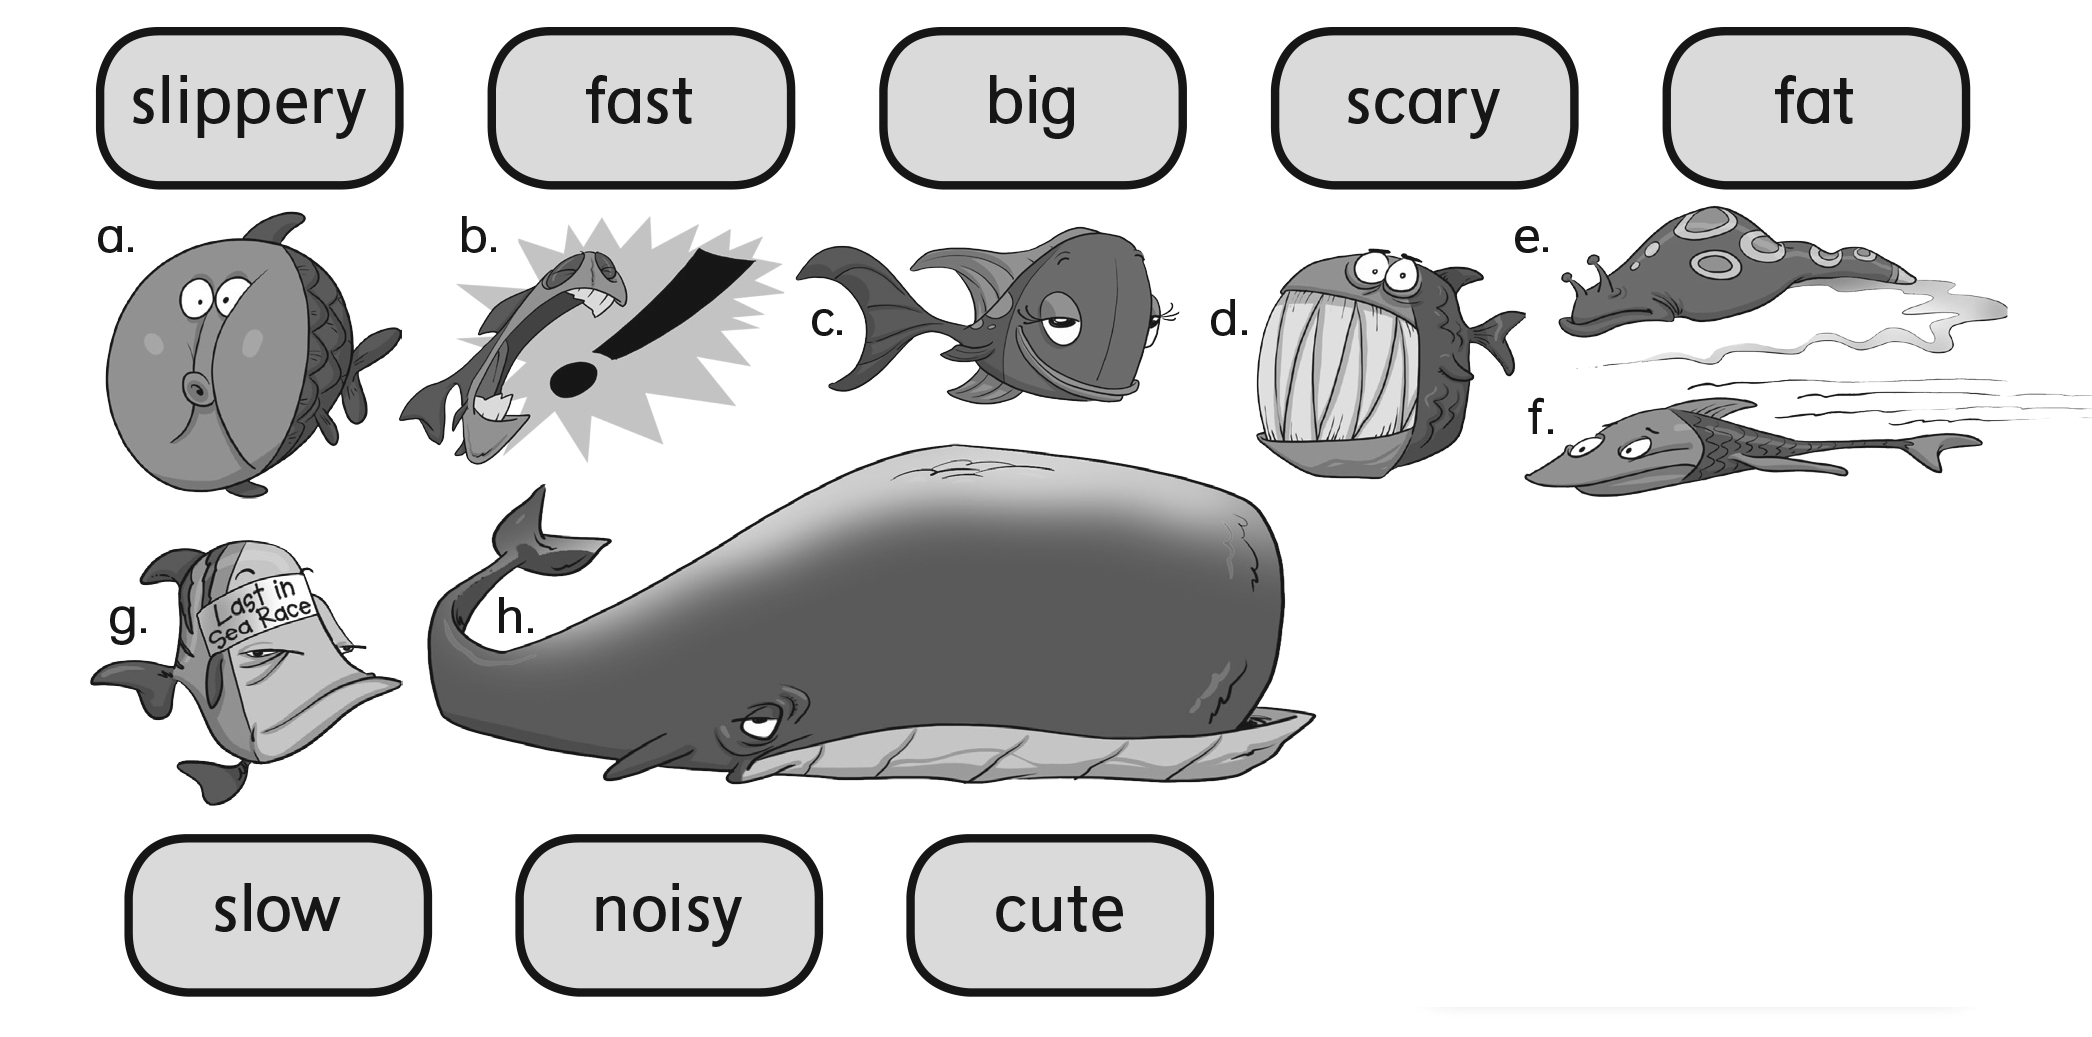 slippery
fast
big
scary
fat
a.
b.
c.
d.
e.
f.
g.
Last in
Sea Race
h.
slow
noisy
cute